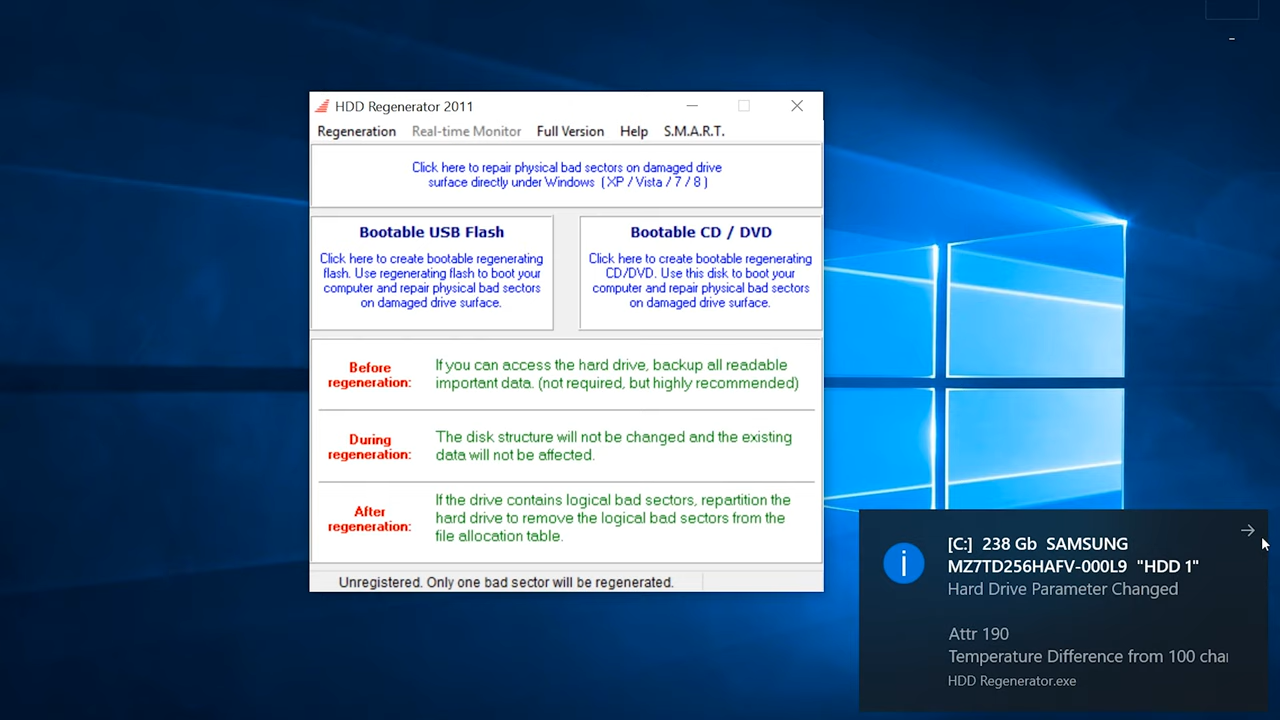 HDD Regenerator 2011
Regeneration Real-time Monitor Full Version Help S.M.A.R.T.
Click here to repair physical bad sectors on damaged drive
surface directly under Windows ( XP / Vista / 7 / 8 )
Bootable USB Flash
Click here to create bootable regenerating
flash. Use regenerating flash to boot your
computer and repair physical bad sectors
on damaged drive surface.
Bootable CD / DVD
Click here to create bootable regenerating
CD/DVD. Use this disk to boot your
computer and repair physical bad sectors
on damaged drive surface.
Before
regeneration:
If you can access the hard drive, backup all readable
important data. (not required, but highly recommended)
During
regeneration:
The disk structure will not be changed and the existing
data will not be affected.
After
regeneration:
If the drive contains logical bad sectors, repartition the
hard drive to remove the logical bad sectors from the
file allocation table.
Unregistered. Only one bad sector will be regenerated.
[C:] 238 Gb SAMSUNG
MZ7TD256HAFV-000L9 "HDD 1"
Hard Drive Parameter Changed
Attr 190
Temperature Difference from 100 cha
HDD Regenerator.exe